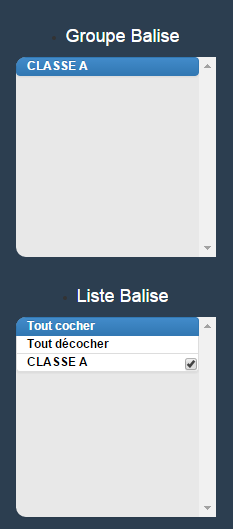 Groupe Balise
CLASSE A
Liste Balise
Tout cocher
Tout décocher
CLASSE A